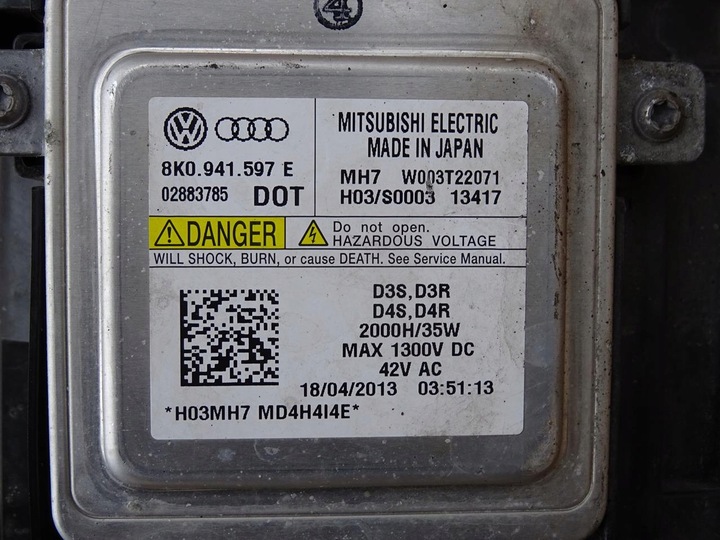 4
8K0.941.597 E
02883785 DOT
MITSUBISHI ELECTRIC
MADE IN JAPAN
MH7 W003T22071
H03/S0003 13417
DANGER
Do not open.
HAZARDOUS VOLTAGE
WILL SHOCK, BURN, or cause DEATH. See Service Manual.
D3S,D3R
D4S,D4R
2000H/35W
MAX 1300V DC
42V AC
18/04/2013 03:51:13
*H03MH7 MD4H4I4E*